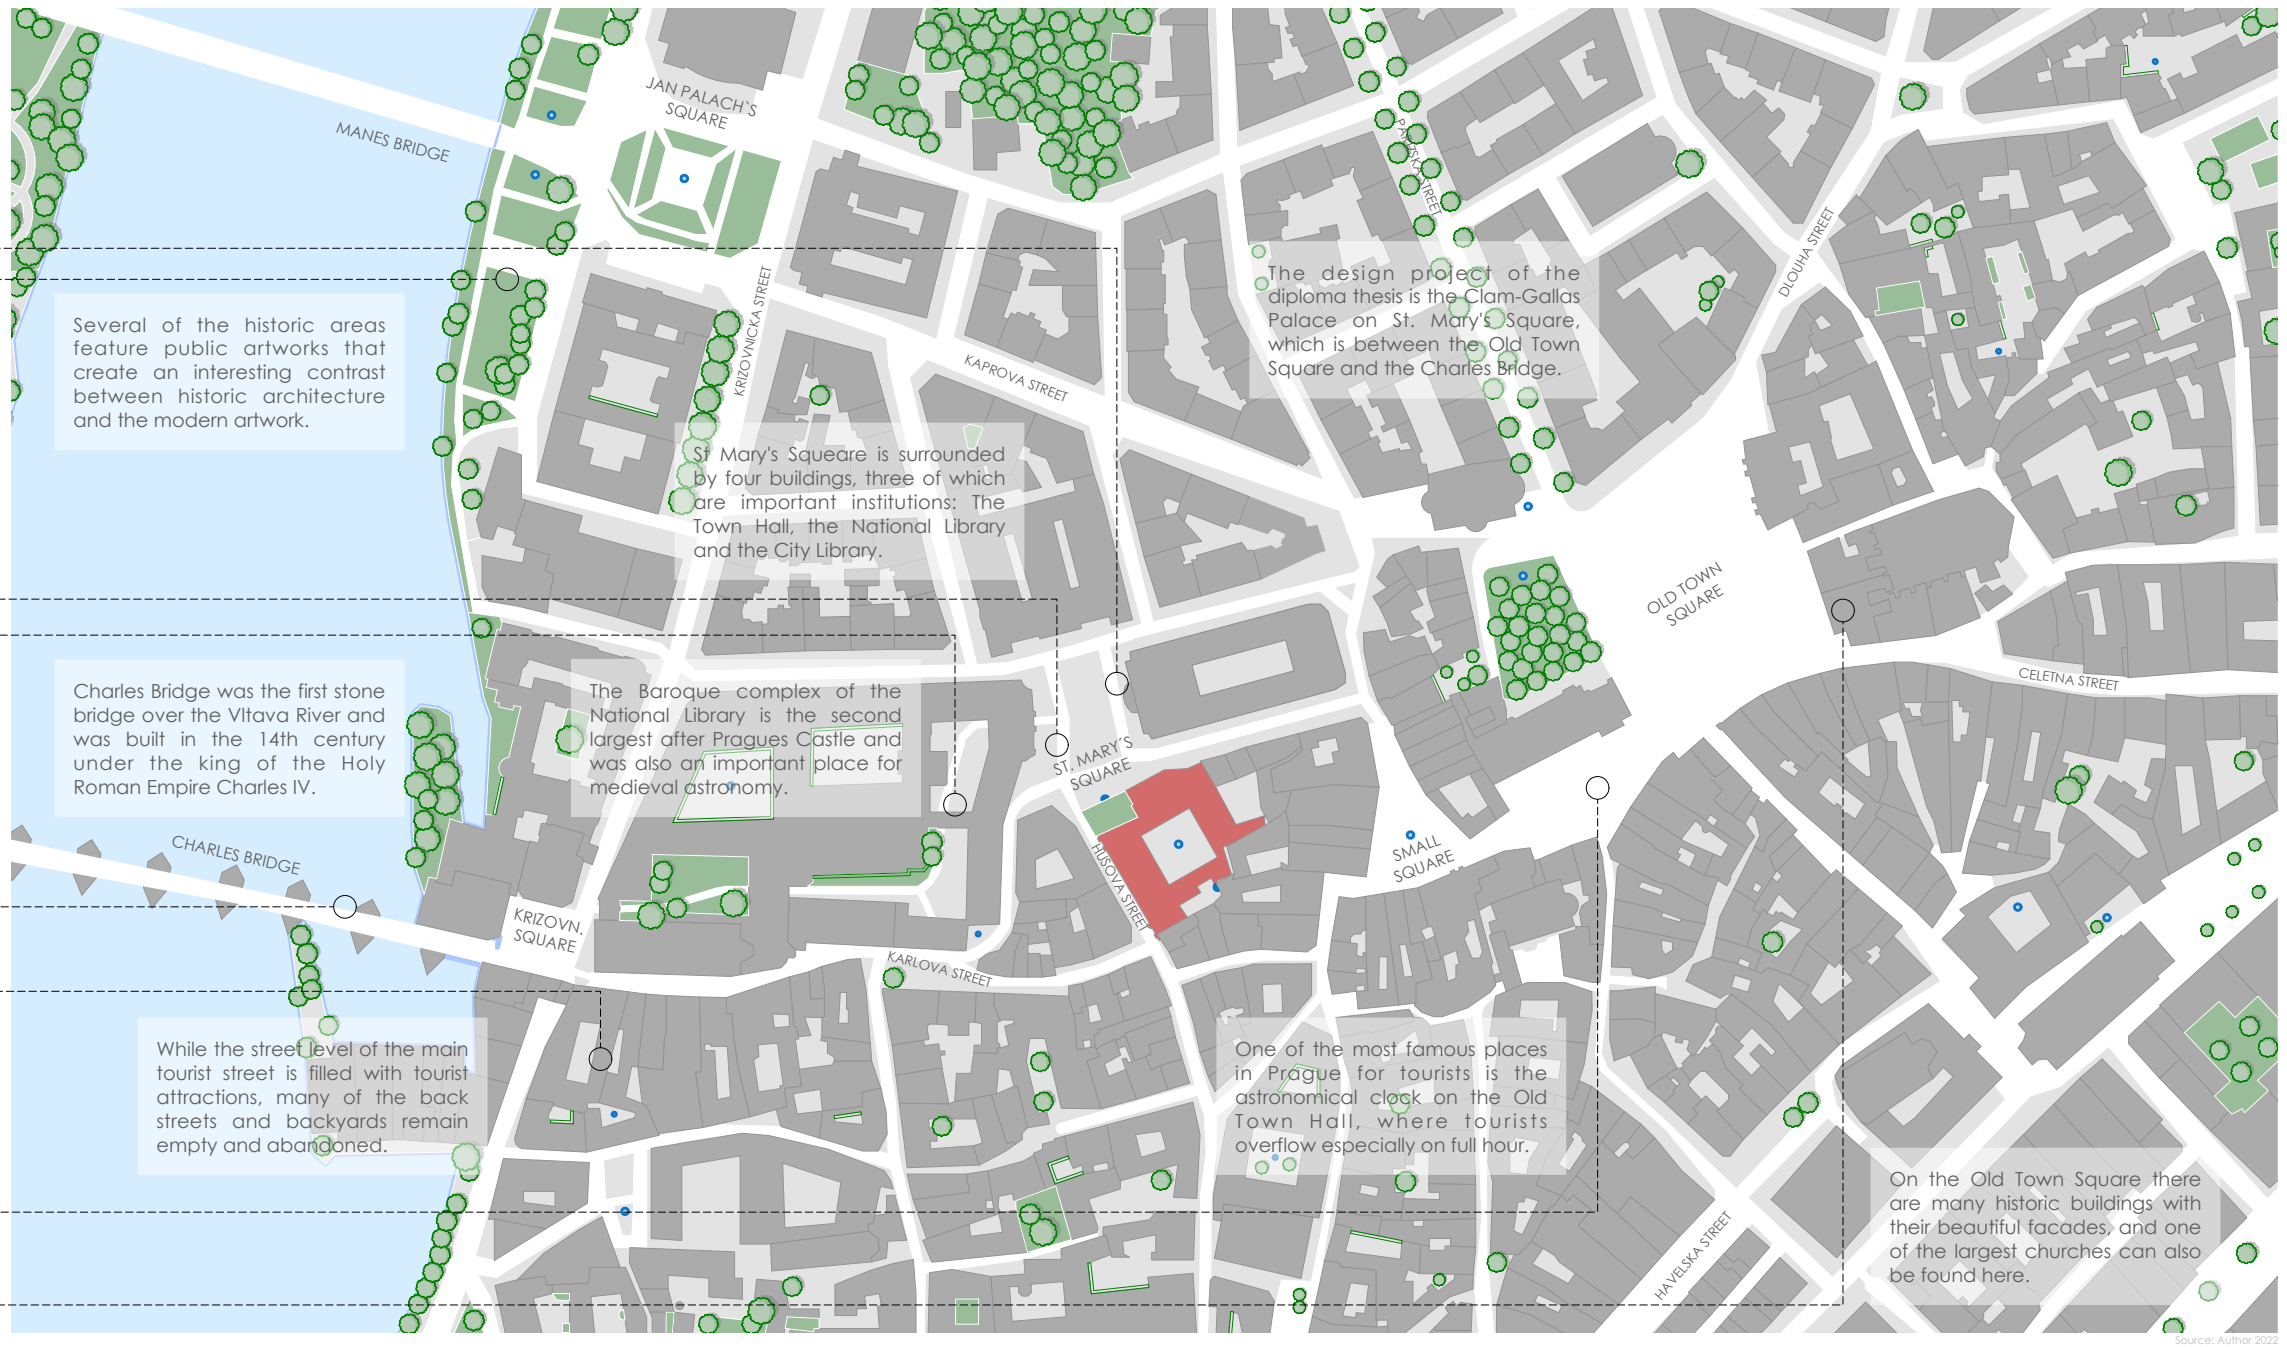 JAN PALACH'S
SQUARE
MANES BRIDGE
PARIZSKA STREET
DLOUHA STREET
KRIZOVNICKA STREET
KAPROVA STREET
The design project of the
diploma thesis is the Clam-Gallas
Palace on St. Mary's Square,
which is between the Old Town
Square and the Charles Bridge.
Several of the historic areas
feature public artworks that
create an interesting contrast
between historic architecture
and the modern artwork.
St Mary's Squeare is surrounded
by four buildings, three of which
are important institutions: The
Town Hall, the National Library
and the City Library.
OLD TOWN
SQUARE
CELETNA STREET
Charles Bridge was the first stone
bridge over the Vltava River and
was built in the 14th century
under the king of the Holy
Roman Empire Charles IV.
The Baroque complex of the
National Library is the second
largest after Pragues Castle and
was also an important place for
medieval astronomy.
ST. MARY'S
SQUARE
CHARLES BRIDGE
HUSOVA STREET
SMALL
SQUARE
KRIZOVN.
SQUARE
KARLOVA STREET
While the street level of the main
tourist street is filled with tourist
attractions, many of the back
streets and backyards remain
empty and abandoned.
One of the most famous places
in Prague for tourists is the
astronomical clock on the Old
Town Hall, where tourists
overflow especially on full hour.
On the Old Town Square there
are many historic buildings with
their beautiful facades, and one
of the largest churches can also
be found here.
HAVELSKA STREET
Source: Author 2022